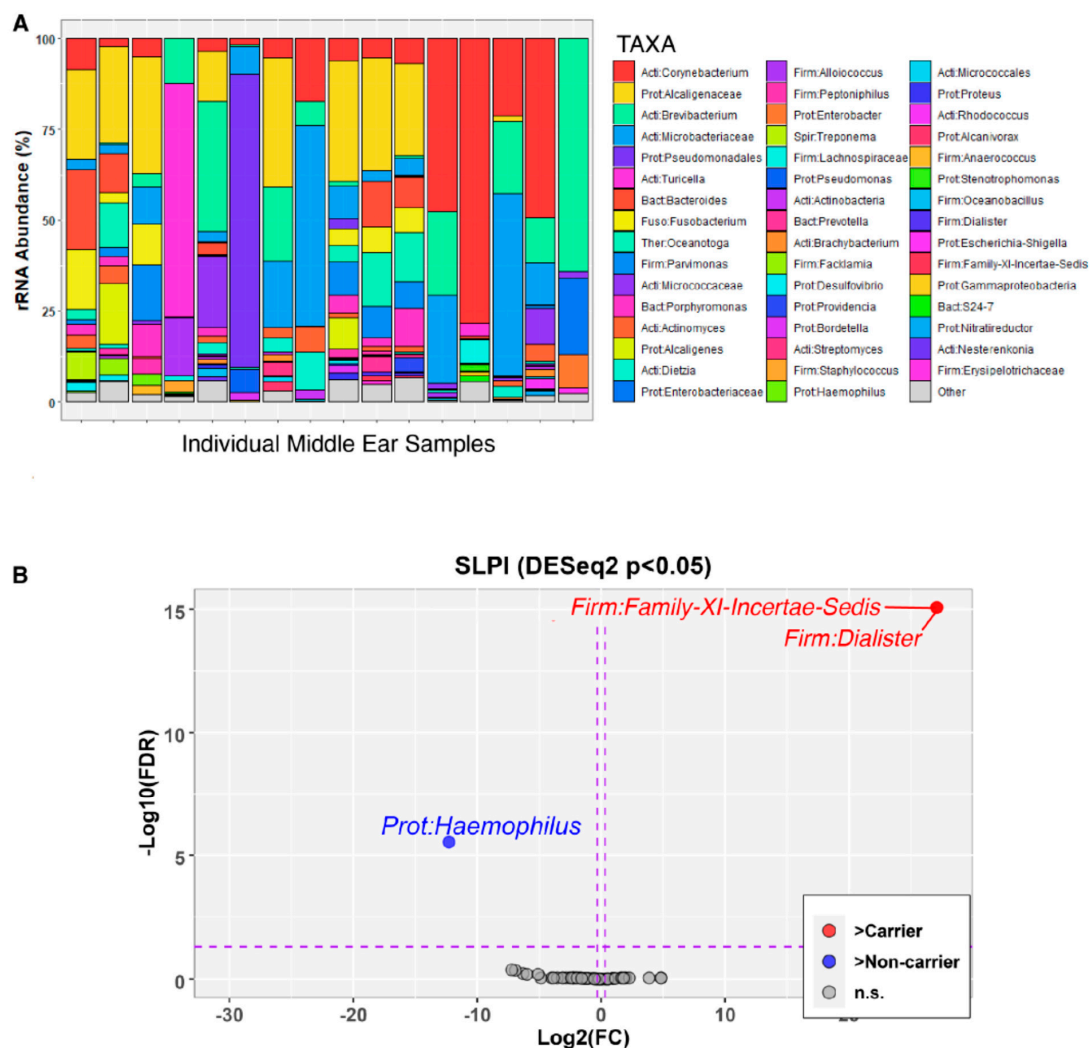 A
100
75
50
25
0
rRNA Abundance (%)
Individual Middle Ear Samples
TAXA
Acti:Corynebacterium
Prot:Alcaligenaceae
Acti:Brevibacterium
Acti:Microbacteriaceae
Prot:Pseudomonadales
Acti:Turicella
Bact:Bacteroides
Fuso:Fusobacterium
Ther:Oceanotoga
Firm:Parvimonas
Acti:Micrococcaceae
Bact:Porphyromonas
Acti:Actinomyces
Prot:Alcaligenes
Acti:Dietzia
Prot:Enterobacteriaceae
Firm:Alloiococcus
Firm:Peptoniphilus
Prot:Enterobacter
Spir:Treponema
Firm:Lachnospiraceae
Prot:Pseudomonas
Acti:Actinobacteria
Bact:Prevotella
Acti:Brachybacterium
Firm:Facklamia
Prot:Desulfovibrio
Prot:Providencia
Prot:Bordetella
Acti:Streptomyces
Firm:Staphylococcus
Prot:Haemophilus
Acti:Micrococcales
Prot:Proteus
Acti:Rhodococcus
Prot:Alcanivorax
Firm:Anaerococcus
Prot:Stenotrophomonas
Firm:Oceanobacillus
Firm:Dialister
Prot:Escherichia-Shigella
Firm:Family-XI-Incertae-Sedis
Prot:Gammaproteobacteria
Bact:S24-7
Prot:Nitratireductor
Acti:Nesterenkonia
Firm:Erysipelotrichaceae
Other
B
SLPI (DESeq2 p<0.05)
15
10
5
0
-Log10(FDR)
Firm:Family-XI-Incertae-Sedis
Firm:Dialister
Prot:Haemophilus
>Carrier
>Non-carrier
n.s.
-30
-20
-10
0
10
Log2(FC)